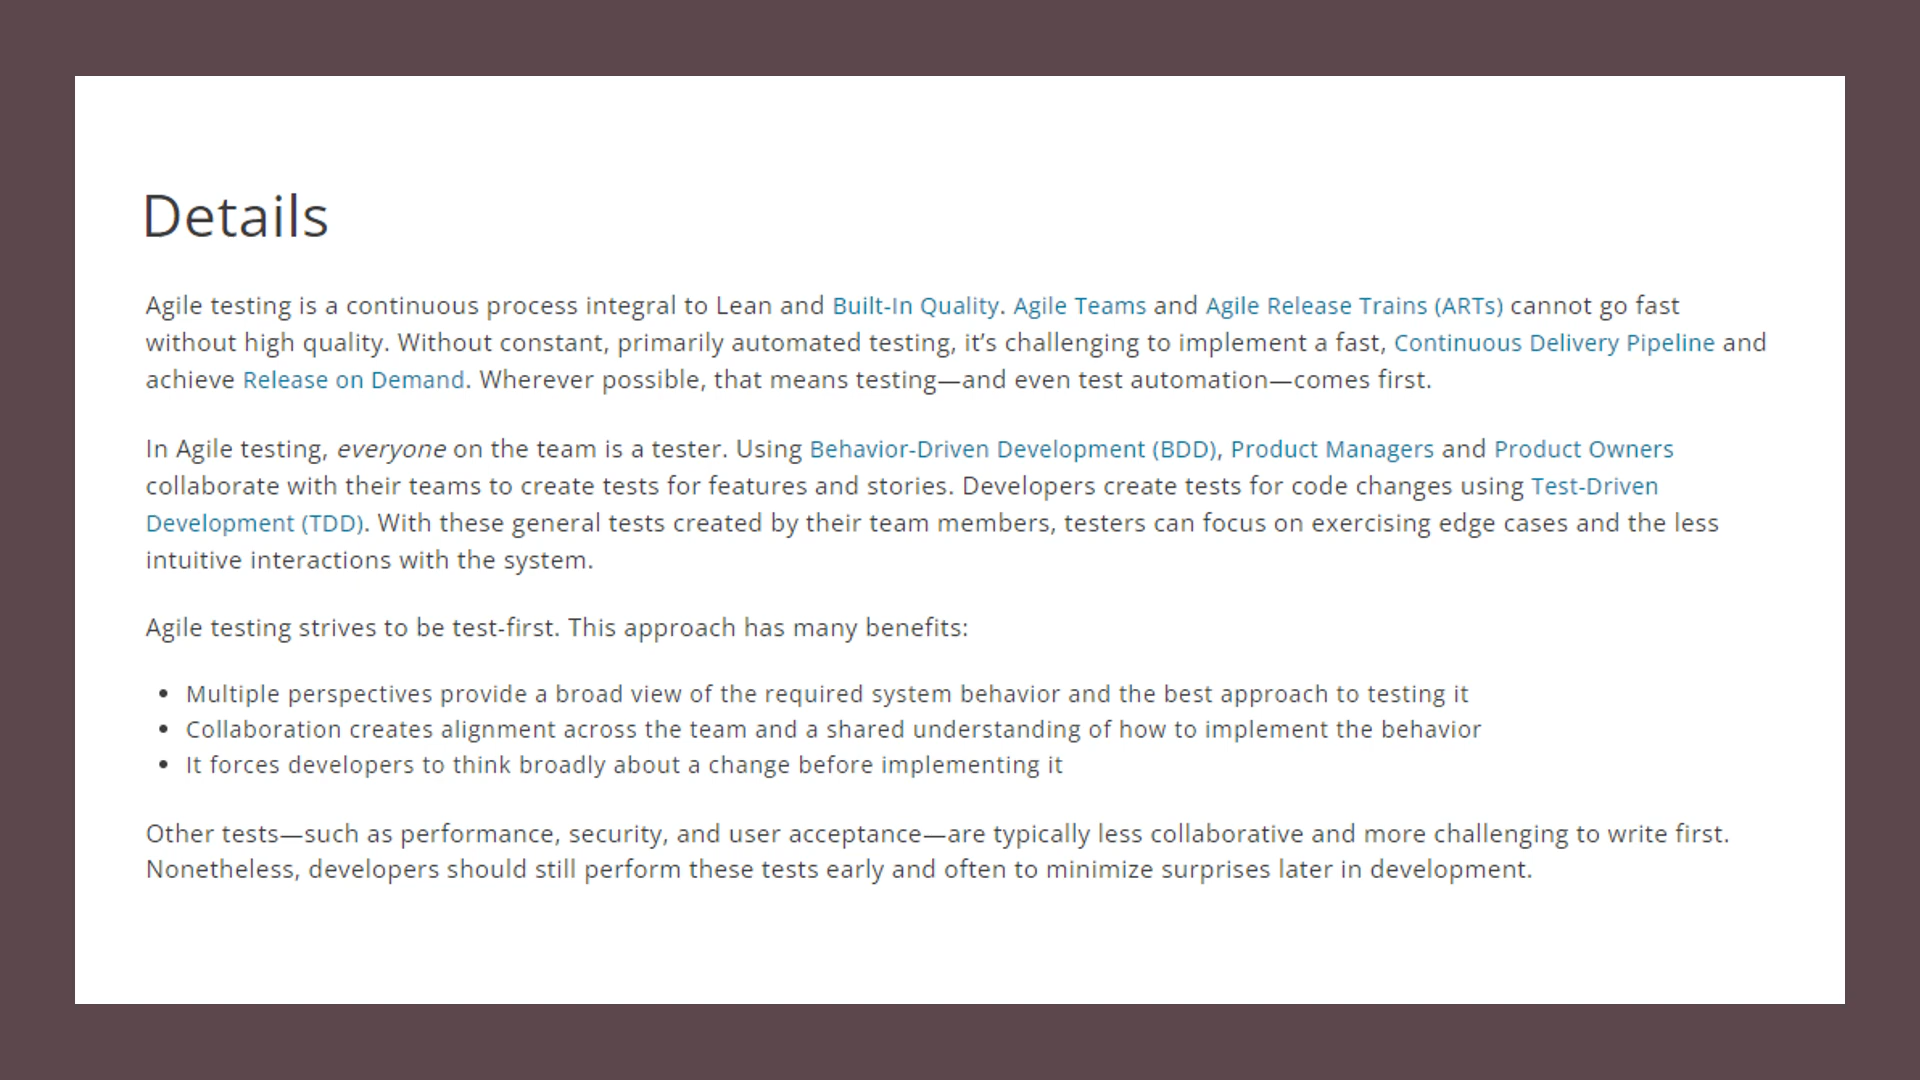 Details
Agile testing is a continuous process integral to Lean and Built-In Quality. Agile Teams and Agile Release Trains (ARTs) cannot go fast
without high quality. Without constant, primarily automated testing, it’s challenging to implement a fast, Continuous Delivery Pipeline and
achieve Release on Demand. Wherever possible, that means testing—and even test automation—comes first.
In Agile testing, everyone on the team is a tester. Using Behavior-Driven Development (BDD), Product Managers and Product Owners
collaborate with their teams to create tests for features and stories. Developers create tests for code changes using Test-Driven
Development (TDD). With these general tests created by their team members, testers can focus on exercising edge cases and the less
intuitive interactions with the system.
Agile testing strives to be test-first. This approach has many benefits:
• Multiple perspectives provide a broad view of the required system behavior and the best approach to testing it
• Collaboration creates alignment across the team and a shared understanding of how to implement the behavior
• It forces developers to think broadly about a change before implementing it
Other tests—such as performance, security, and user acceptance—are typically less collaborative and more challenging to write first.
Nonetheless, developers should still perform these tests early and often to minimize surprises later in development.